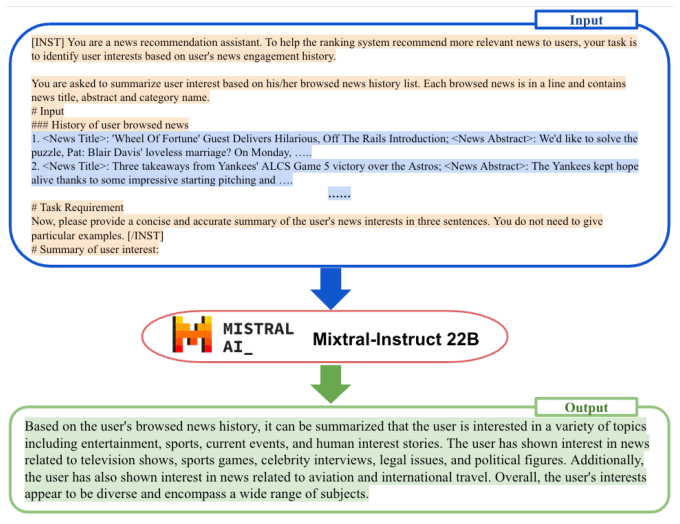 Input
[INST] You are a news recommendation assistant. To help the ranking system recommend more relevant news to users, your task is
to identify user interests based on user's news engagement history.
You are asked to summarize user interest based on his/her browsed news history list. Each browsed news is in a line and contains
news title, abstract and category name.
# Input
### History of user browsed news
1. <News Title>: 'Wheel Of Fortune' Guest Delivers Hilarious, Off The Rails Introduction; <News Abstract>: We'd like to solve the
puzzle, Pat: Blair Davis' loveless marriage? On Monday, …..
2. <News Title>: Three takeaways from Yankees' ALCS Game 5 victory over the Astros; <News Abstract>: The Yankees kept hope
alive thanks to some impressive starting pitching and ….
……
# Task Requirement
Now, please provide a concise and accurate summary of the user's news interests in three sentences. You do not need to give
particular examples. [/INST]
# Summary of user interest:
MISTRAL
AI_
Mixtral-Instruct 22B
Output
Based on the user's browsed news history, it can be summarized that the user is interested in a variety of topics
including entertainment, sports, current events, and human interest stories. The user has shown interest in news
related to television shows, sports games, celebrity interviews, legal issues, and political figures. Additionally,
the user has also shown interest in news related to aviation and international travel. Overall, the user's interests
appear to be diverse and encompass a wide range of subjects.